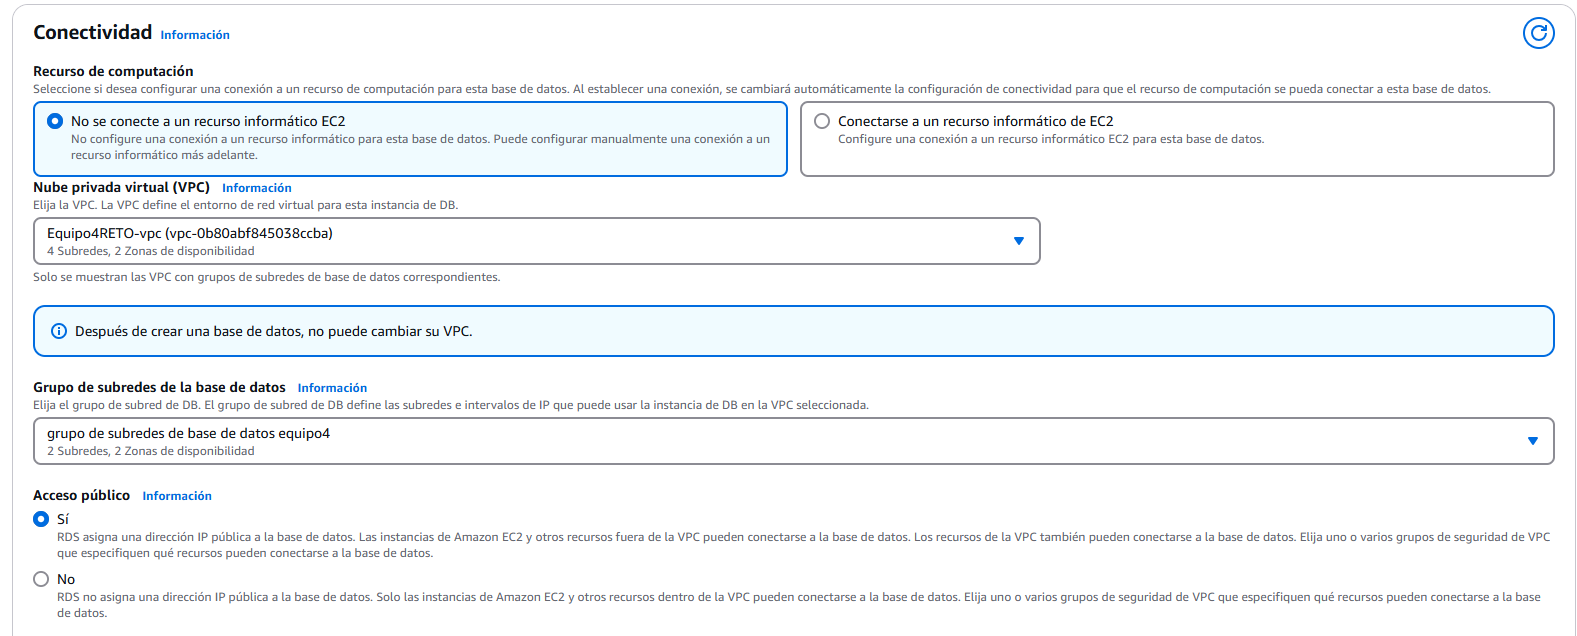 Conectividad Información
Recurso de computación
Seleccione si desea configurar una conexión a un recurso de computación para esta base de datos. Al establecer una conexión, se cambiará automáticamente la configuración de conectividad para que el recurso de computación se pueda conectar a esta base de datos.
No se conecte a un recurso informático EC2
No configure una conexión a un recurso informático para esta base de datos. Puede configurar manualmente una conexión a un
recurso informático más adelante.
Conectarse a un recurso informático de EC2
Configure una conexión a un recurso informático EC2 para esta base de datos.
Nube privada virtual (VPC) Información
Elija la VPC. La VPC define el entorno de red virtual para esta instancia de DB.
Equipo4RETO-vpc (vpc-0b80abf845038ccba)
4 Subredes, 2 Zonas de disponibilidad
Solo se muestran las VPC con grupos de subredes de base de datos correspondientes.
Después de crear una base de datos, no puede cambiar su VPC.
Grupo de subredes de la base de datos Información
Elija el grupo de subred de DB. El grupo de subred de DB define las subredes e intervalos de IP que puede usar la instancia de DB en la VPC seleccionada.
grupo de subredes de base de datos equipo4
2 Subredes, 2 Zonas de disponibilidad
Acceso público Información
Sí
RDS asigna una dirección IP pública a la base de datos. Las instancias de Amazon EC2 y otros recursos fuera de la VPC pueden conectarse a la base de datos. Los recursos de la VPC también pueden conectarse a la base de datos. Elija uno o varios grupos de seguridad de VPC
que especifiquen qué recursos pueden conectarse a la base de datos.
No
RDS no asigna una dirección IP pública a la base de datos. Solo las instancias de Amazon EC2 y otros recursos dentro de la VPC pueden conectarse a la base de datos. Elija uno o varios grupos de seguridad de VPC que especifiquen qué recursos pueden conectarse a la base
de datos.